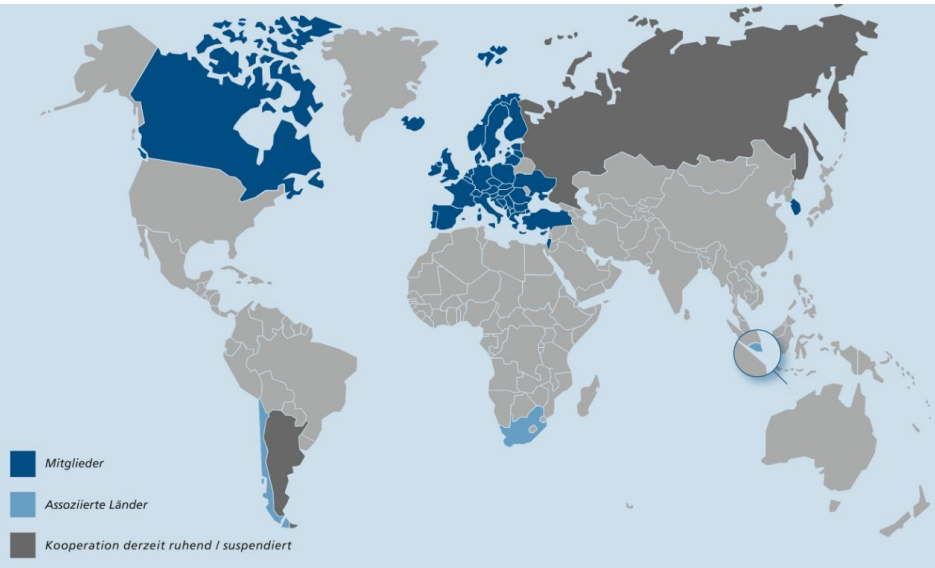 Mitglieder
Assoziierte Länder
Kooperation derzeit ruhend / suspendiert